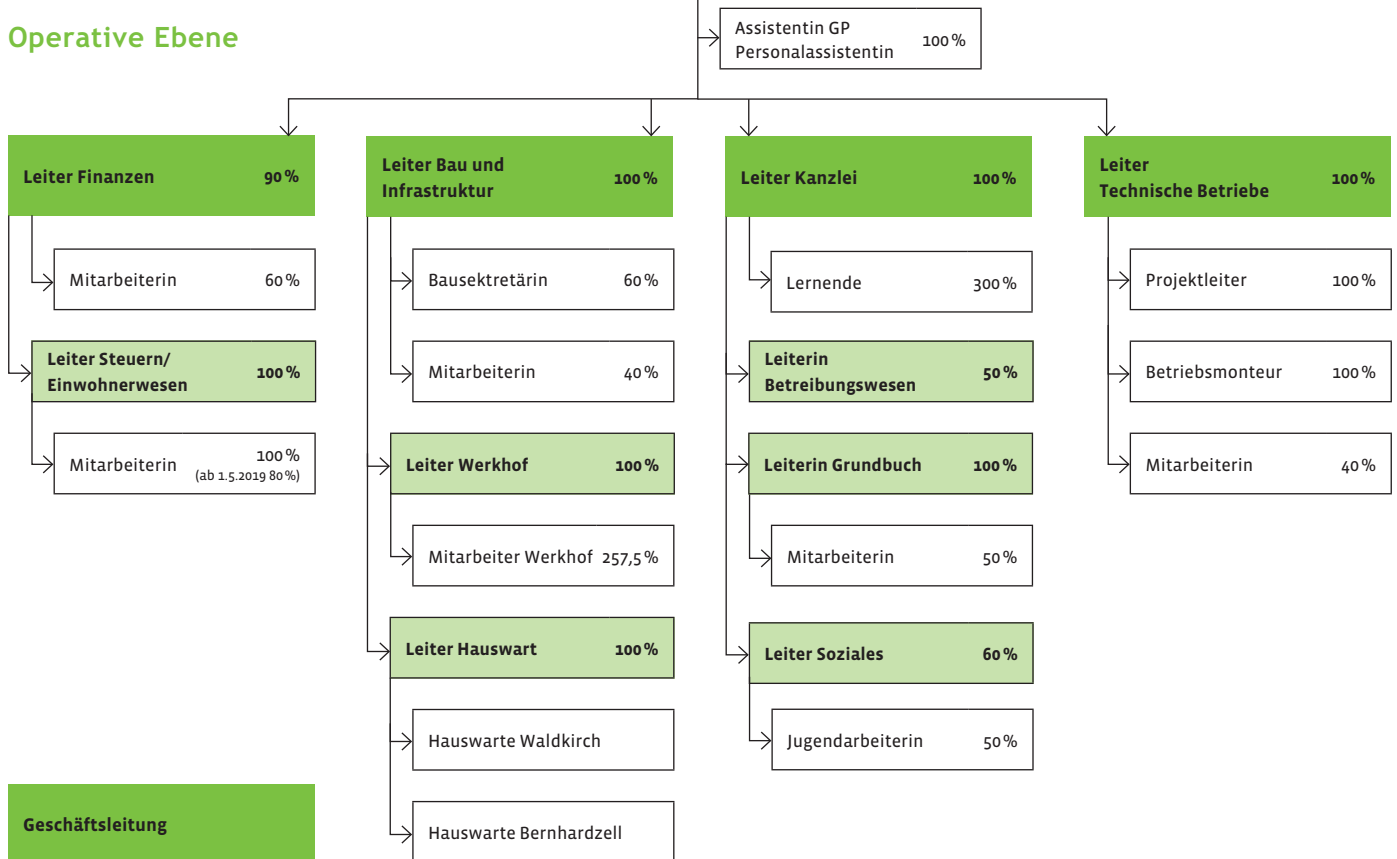 Operative Ebene
Assistentin GP
Personalassistentin 100 %
Leiter Finanzen 90 %
Mitarbeiterin 60 %
Leiter Steuern/
Einwohnerwesen 100 %
Mitarbeiterin 100 %
(ab 1.5.2019 80 %)
Leiter Bau und
Infrastruktur 100 %
Bausektretärin 60 %
Mitarbeiterin 40 %
Leiter Werkhof 100 %
Mitarbeiter Werkhof 257,5 %
Leiter Hauswart 100 %
Hauswarte Waldkirch
Hauswarte Bernhardzell
Leiter Kanzlei 100 %
Lernende 300 %
Leiterin
Betreibungswesen 50 %
Leiterin Grundbuch 100 %
Mitarbeiterin 50 %
Leiter Soziales 60 %
Jugendarbeiterin 50 %
Leiter
Technische Betriebe 100 %
Projektleiter 100 %
Betriebsmonteur 100 %
Mitarbeiterin 40 %
Geschäftsleitung